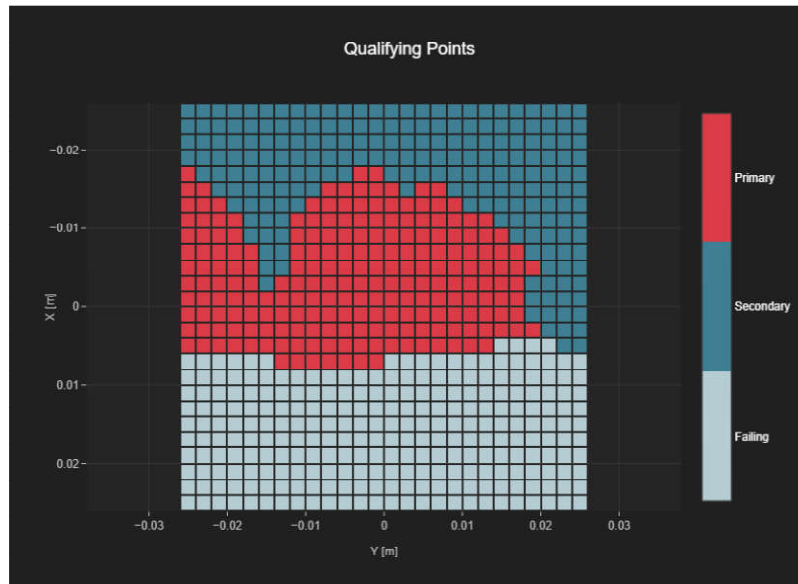 Qualifying Points
Primary
Secondary
Failing
X [m]
−0.02
−0.01
0
0.01
0.02
−0.03
−0.02
−0.01
0
0.01
0.02
0.03
Y [m]